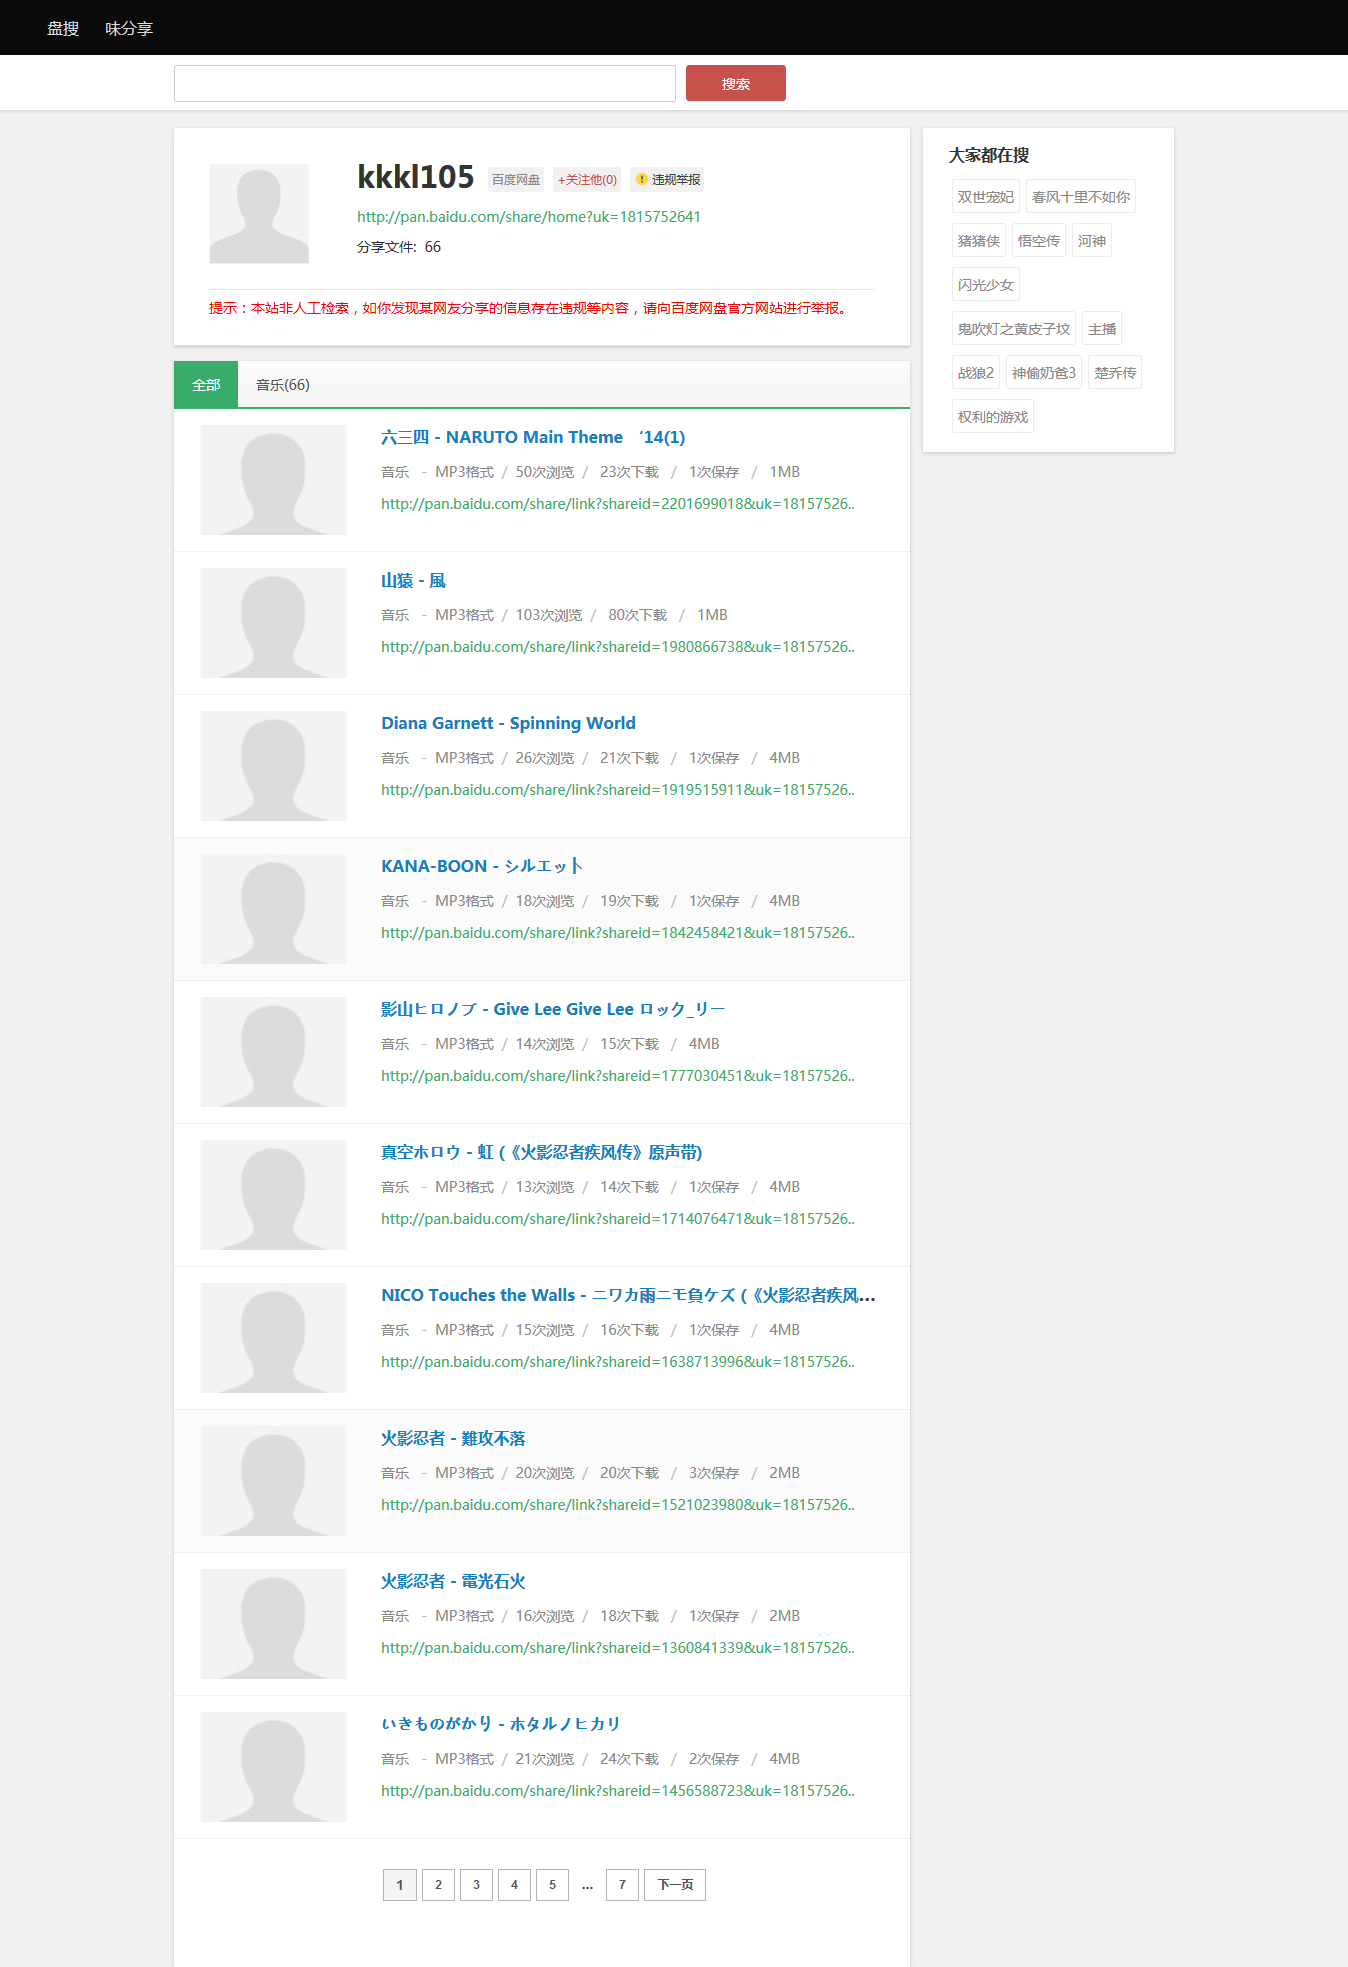 盘搜 味分享
搜索
kkkl105 百度网盘 +关注他(0) 违规举报
http://pan.baidu.com/share/home?uk=1815752641
分享文件: 66
提示：本站非人工检索，如你发现某网友分享的信息存在违规等内容，请向百度网盘官方网站进行举报。
全部 音乐(66)
六三四 - NARUTO Main Theme ´14(1)
音乐 - MP3格式 / 50次浏览 / 23次下载 / 1次保存 / 1MB
http://pan.baidu.com/share/link?shareid=2201699018&uk=18157526..
山猿 - 風
音乐 - MP3格式 / 103次浏览 / 80次下载 / 1MB
http://pan.baidu.com/share/link?shareid=1980866738&uk=18157526..
Diana Garnett - Spinning World
音乐 - MP3格式 / 26次浏览 / 21次下载 / 1次保存 / 4MB
http://pan.baidu.com/share/link?shareid=1919515911&uk=18157526..
KANA-BOON - シルエット
音乐 - MP3格式 / 18次浏览 / 19次下载 / 1次保存 / 4MB
http://pan.baidu.com/share/link?shareid=1842458421&uk=18157526..
影山ヒロノブ - Give Lee Give Lee ロック_リー
音乐 - MP3格式 / 14次浏览 / 15次下载 / 4MB
http://pan.baidu.com/share/link?shareid=1777030451&uk=18157526..
真空ホロウ - 虹 (《火影忍者疾风传》原声带)
音乐 - MP3格式 / 13次浏览 / 14次下载 / 1次保存 / 4MB
http://pan.baidu.com/share/link?shareid=1714076471&uk=18157526..
NICO Touches the Walls - ニワカ雨ニモ負ケズ (《火影忍者疾风...
音乐 - MP3格式 / 15次浏览 / 16次下载 / 1次保存 / 4MB
http://pan.baidu.com/share/link?shareid=1638713996&uk=18157526..
火影忍者 - 難攻不落
音乐 - MP3格式 / 20次浏览 / 20次下载 / 3次保存 / 2MB
http://pan.baidu.com/share/link?shareid=1521023980&uk=18157526..
火影忍者 - 電光石火
音乐 - MP3格式 / 16次浏览 / 18次下载 / 1次保存 / 2MB
http://pan.baidu.com/share/link?shareid=1360841339&uk=18157526..
いきものがかり - ホタルノヒカリ
音乐 - MP3格式 / 21次浏览 / 24次下载 / 2次保存 / 4MB
http://pan.baidu.com/share/link?shareid=1456588723&uk=18157526..
1 2 3 4 5 ... 7 下一页
大家都在搜
双世宠妃 春风十里不如你
猪猪侠 悟空传 河神
闪光少女
鬼吹灯之黄皮子坟 主播
战狼2 神偷奶爸3 楚乔传
权利的游戏